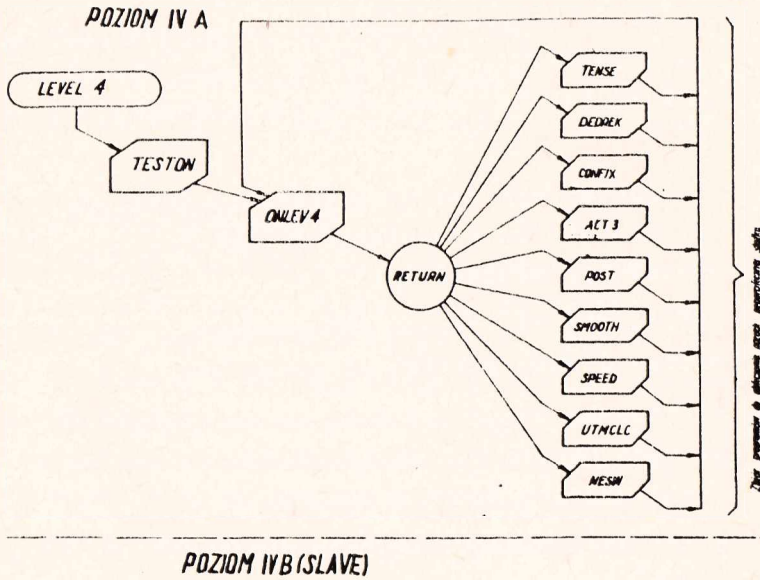 POZIOM IV A
LEVEL 4
TESTON
ONLEV 4
RETURN
TENSE
DEDREK
CONFIX
ACT 3
POST
SMOOTH
SPEED
UTMCLC
NESW
POZIOM IV B (SLAVE)